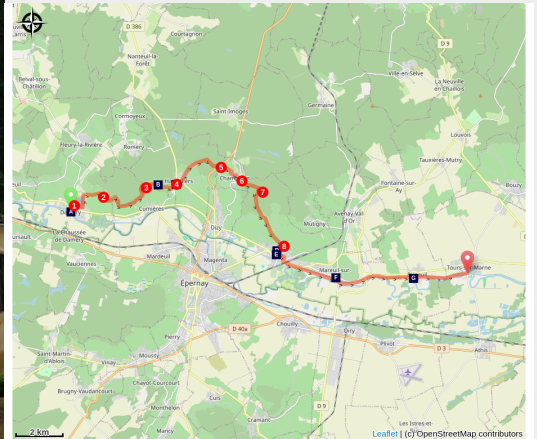 D 386
Courtagnon
D 9
Nanteuil-la-
Forêt
Ville-en-Selve
Belval-sous-
Châtillon
La Neuville
en-Chaillois
Germaine
Saint-Imoges
Cormoyeux
Louvois
Fleury-la-Rivière
Romery
Tauxières-Mutry
5
3 B 4
6
Fontaine-sur-
Ay
Bouzy
2
7
1
A
Cumières
Avenay-Val
d'Or
Mutigny
La Chaussée
de Damery
Dizy
8
E
Vauciennes
Mardeuil
Magenta
Mareuil-sur
Tours-sur-Marne
F
G
Épernay
Chouilly
Oiry
Plivot
Pierry
D 40a
D 3
Athis
Saint-Martin
d'Ablois
Moussy
Vinay
Chavot-Courcourt
Brugny-Vaudancourt
Cuis
Monthelon
D 9
Cramant
Mancy
Les Istres-et-
2 km
Leaflet | (c) OpenStreetMap contributors